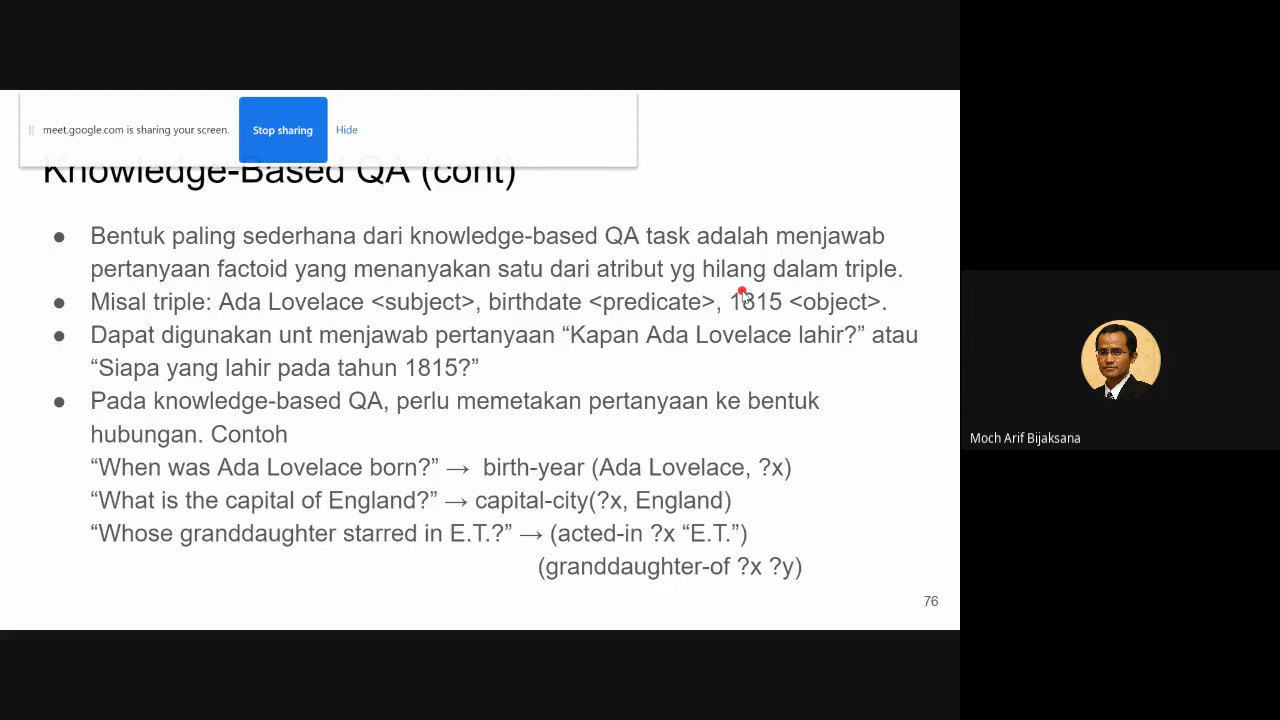 meet.google.com is sharing your screen.
Stop sharing
Hide
Knowledge-Based QA (cont)
● Bentuk paling sederhana dari knowledge-based QA task adalah menjawab
pertanyaan factoid yang menanyakan satu dari atribut yg hilang dalam triple.
● Misal triple: Ada Lovelace <subject>, birthdate <predicate>, 1815 <object>.
● Dapat digunakan unt menjawab pertanyaan “Kapan Ada Lovelace lahir?” atau
“Siapa yang lahir pada tahun 1815?”
● Pada knowledge-based QA, perlu memetakan pertanyaan ke bentuk
hubungan. Contoh
“When was Ada Lovelace born?” → birth-year (Ada Lovelace, ?x)
“What is the capital of England?” → capital-city(?x, England)
“Whose granddaughter starred in E.T.?” → (acted-in ?x “E.T.”)
(granddaughter-of ?x ?y)
76
Moch Arif Bijaksana